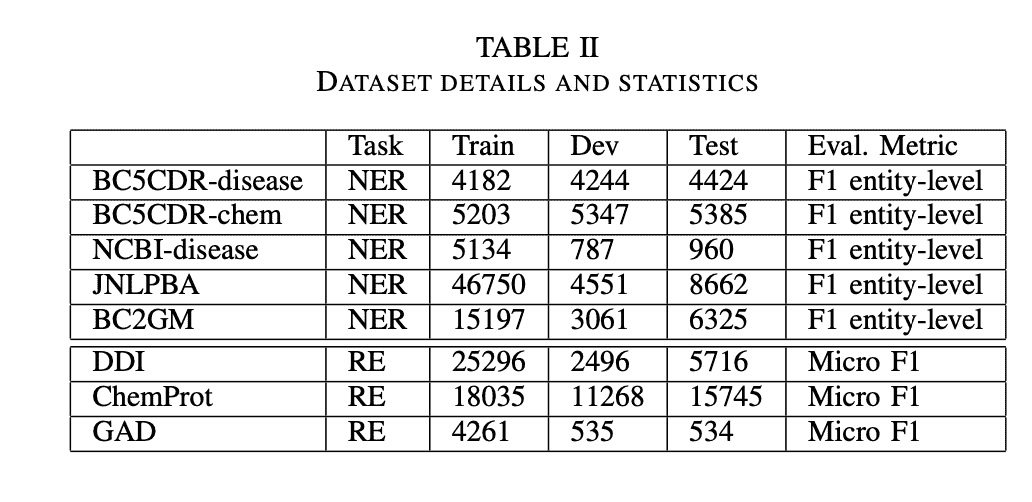 TABLE II
DATASET DETAILS AND STATISTICS
Task Train Dev Test Eval. Metric
BC5CDR-disease NER 4182 4244 4424 F1 entity-level
BC5CDR-chem NER 5203 5347 5385 F1 entity-level
NCBI-disease NER 5134 787 960 F1 entity-level
JNLPBA NER 46750 4551 8662 F1 entity-level
BC2GM NER 15197 3061 6325 F1 entity-level
DDI RE 25296 2496 5716 Micro F1
ChemProt RE 18035 11268 15745 Micro F1
GAD RE 4261 535 534 Micro F1